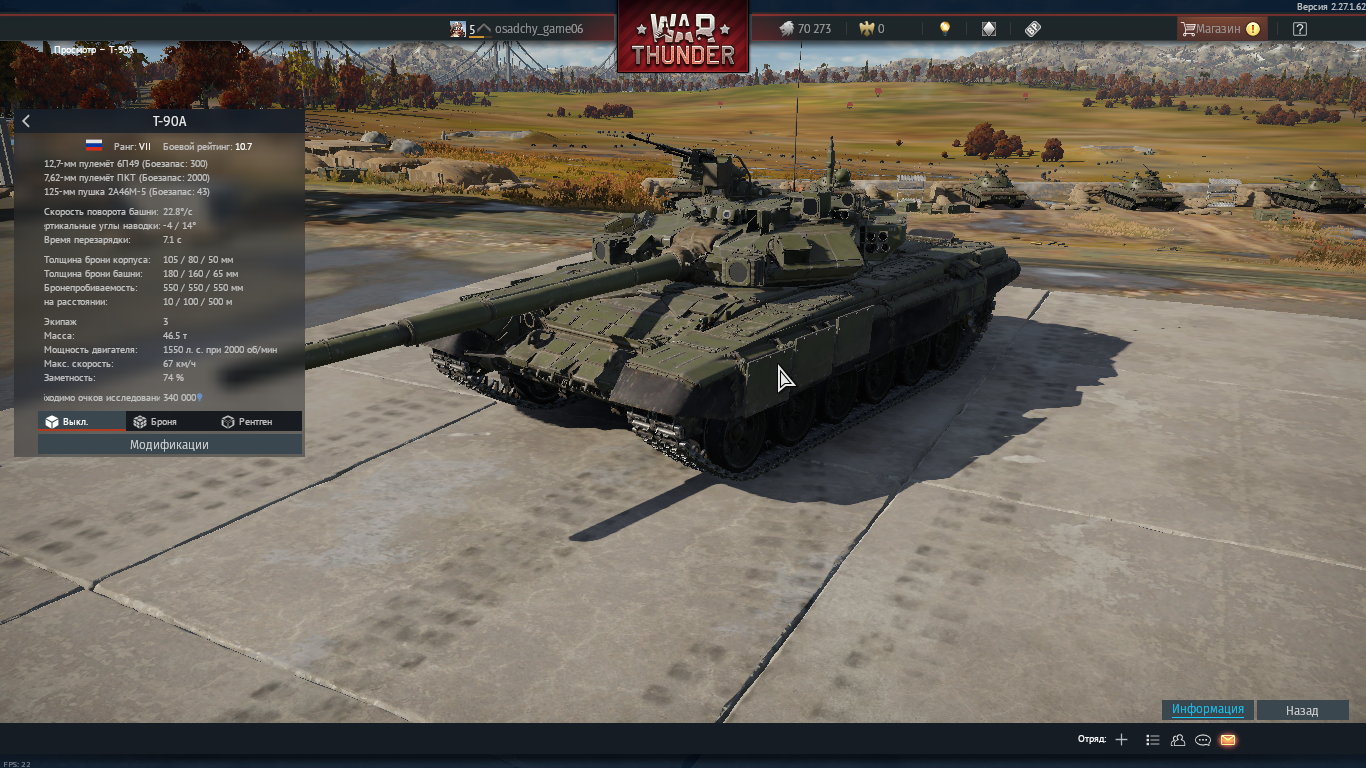 Версия 2.27.1.62
5 osadchy_game06
WAR
THUNDER
70 273
0
Магазин
Просмотр – Т-90А
Т-90А
Ранг: VII Боевой рейтинг: 10.7
12,7-мм пулемёт 6П49 (Боезапас: 300)
7,62-мм пулемёт ПКТ (Боезапас: 2000)
125-мм пушка 2А46М-5 (Боезапас: 43)
Скорость поворота башни: 22.8°/с
ртикальные углы наводки: -4 / 14°
Время перезарядки: 7.1 с
Толщина брони корпуса: 105 / 80 / 50 мм
Толщина брони башни: 180 / 160 / 65 мм
Бронепробиваемость: 550 / 550 / 550 мм
на расстоянии: 10 / 100 / 500 м
Экипаж 3
Масса: 46.5 т
Мощность двигателя: 1550 л. с. при 2000 об/мин
Макс. скорость: 67 км/ч
Заметность: 74 %
ходимо очков исследовани 340 000
Выкл. Броня Рентген
Модификации
Информация Назад
Отряд:
FPS: 22